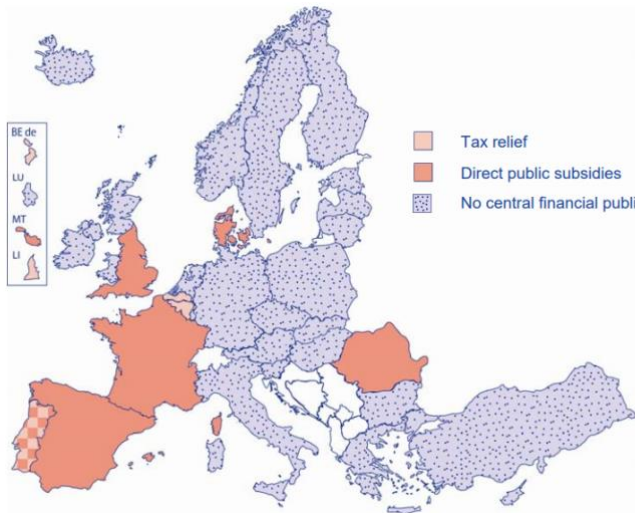 BE de
LU
MT
LI
Tax relief
Direct public subsidies
No central financial publi